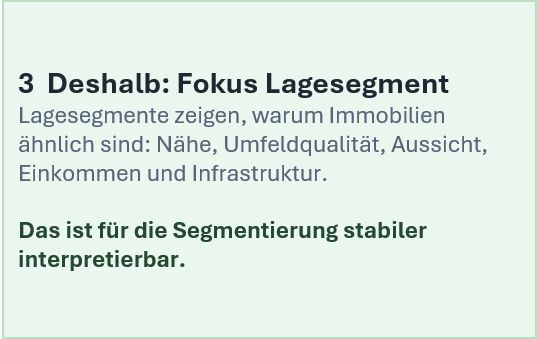 3 Deshalb: Fokus Lagesegment
Lagesegmente zeigen, warum Immobilien
ähnlich sind: Nähe, Umfeldqualität, Aussicht,
Einkommen und Infrastruktur.
Das ist für die Segmentierung stabiler
interpretierbar.